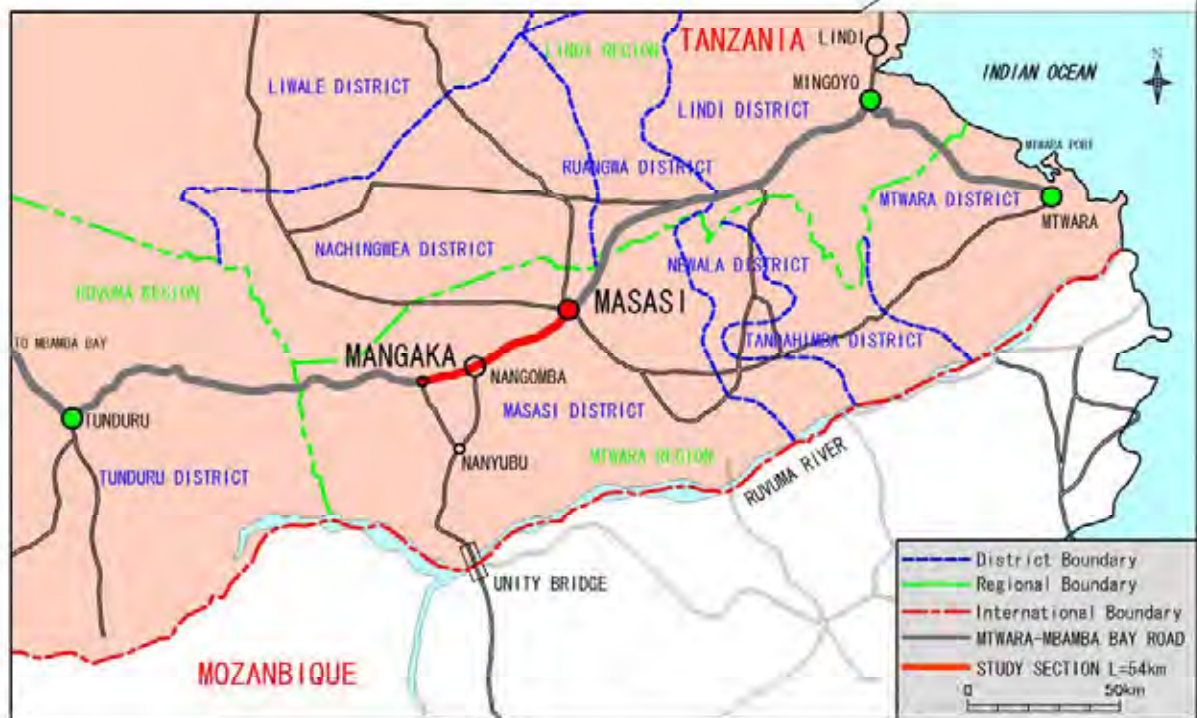 TANZANIA
LINDI
LINDI REGION
INDIAN OCEAN
N
LIWALE DISTRICT
MINGOYO
LINDI DISTRICT
MTWARA PORT
RUANGWA DISTRICT
MTWARA DISTRICT
MTWARA
NACHINGWEA DISTRICT
NEWALA DISTRICT
RUVUMA REGION
MASASI
TO MBAMBA BAY
MANGAKA
TANDAHIMBA DISTRICT
NANGOMBA
MASASI DISTRICT
TUNDURU
NANYUBU
MTWARA REGION
TUNDURU DISTRICT
RUVUMA RIVER
UNITY BRIDGE
MOZANBIQUE
District Boundary
Regional Boundary
International Boundary
MTWARA-MBAMBA BAY ROAD
STUDY SECTION L=54km
0 50km